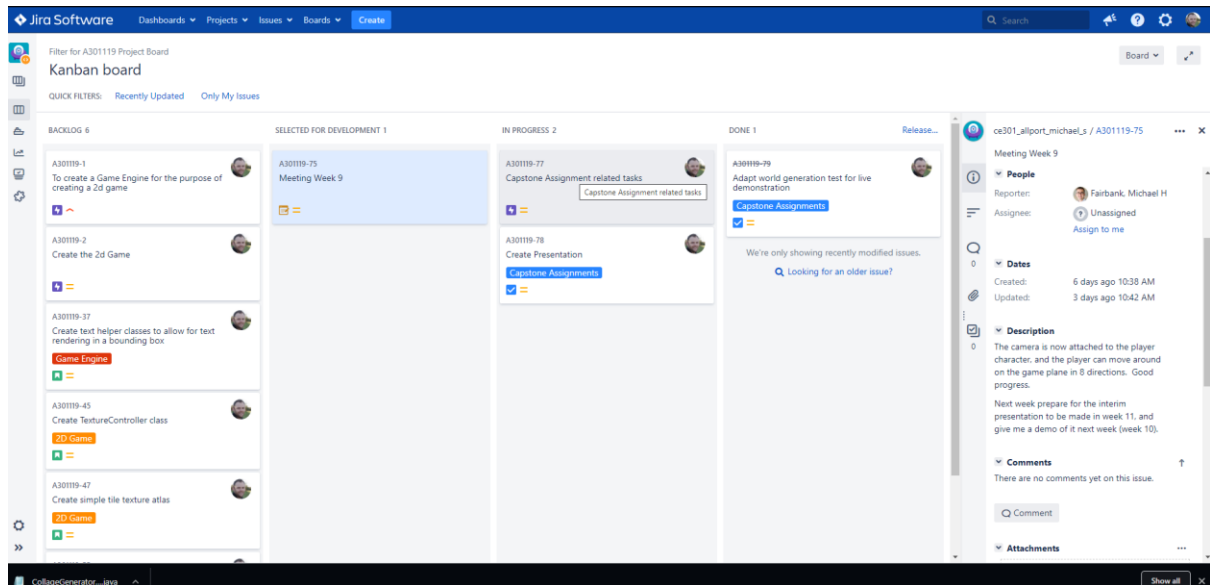 Jira Software Dashboards Projects Issues Boards Create Search
Filter for A301119 Project Board
Kanban board
Board
QUICK FILTERS: Recently Updated Only My Issues
BACKLOG 6
A301119-1
To create a Game Engine for the purpose of
creating a 2d game
A301119-2
Create the 2d Game
A301119-37
Create text helper classes to allow for text
rendering in a bounding box
Game Engine
A301119-45
Create TextureController class
2D Game
A301119-47
Create simple tile texture atlas
2D Game
SELECTED FOR DEVELOPMENT 1
A301119-75
Meeting Week 9
IN PROGRESS 2
A301119-77
Capstone Assignment related tasks
Capstone Assignment related tasks
A301119-78
Create Presentation
Capstone Assignments
DONE 1
Release...
A301119-79
Adapt world generation test for live
demonstration
Capstone Assignments
We're only showing recently modified issues.
Looking for an older issue?
ce301_allport_michael_s / A301119-75
Meeting Week 9
People
Reporter: Fairbank, Michael H
Assignee: Unassigned
Assign to me
0
Dates
Created: 6 days ago 10:38 AM
Updated: 3 days ago 10:42 AM
0
Description
The camera is now attached to the player
character, and the player can move around
on the game plane in 8 directions. Good
progress.
Next week prepare for the interim
presentation to be made in week 11, and
give me a demo of it next week (week 10).
Comments
There are no comments yet on this issue.
Comment
Attachments
CollageGenerator....java
Show all